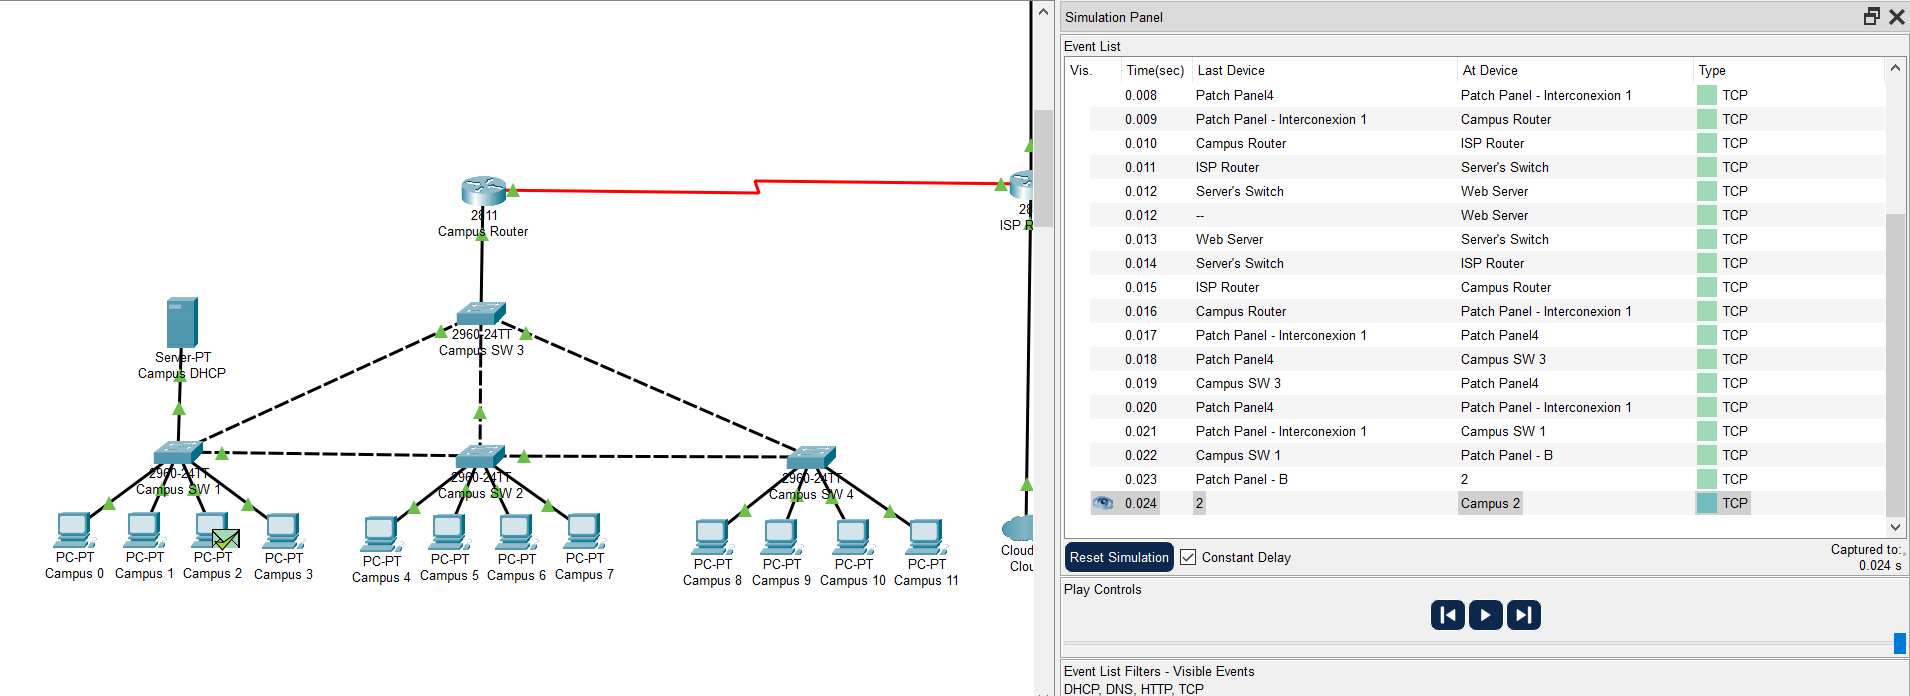 2811
Campus Router
28
ISP R
Server-PT
Campus DHCP
2960-24TT
Campus SW 3
2960-24TT
Campus SW 1
2960-24TT
Campus SW 2
2960-24TT
Campus SW 4
PC-PT
Campus 0
PC-PT
Campus 1
PC-PT
Campus 2
PC-PT
Campus 3
PC-PT
Campus 4
PC-PT
Campus 5
PC-PT
Campus 6
PC-PT
Campus 7
PC-PT
Campus 8
PC-PT
Campus 9
PC-PT
Campus 10
PC-PT
Campus 11
Cloud
Clou
Simulation Panel
Event List
Vis. Time(sec) Last Device At Device Type
0.008 Patch Panel4 Patch Panel - Interconexion 1 TCP
0.009 Patch Panel - Interconexion 1 Campus Router TCP
0.010 Campus Router ISP Router TCP
0.011 ISP Router Server's Switch TCP
0.012 Server's Switch Web Server TCP
0.012 -- Web Server TCP
0.013 Web Server Server's Switch TCP
0.014 Server's Switch ISP Router TCP
0.015 ISP Router Campus Router TCP
0.016 Campus Router Patch Panel - Interconexion 1 TCP
0.017 Patch Panel - Interconexion 1 Patch Panel4 TCP
0.018 Patch Panel4 Campus SW 3 TCP
0.019 Campus SW 3 Patch Panel4 TCP
0.020 Patch Panel4 Patch Panel - Interconexion 1 TCP
0.021 Patch Panel - Interconexion 1 Campus SW 1 TCP
0.022 Campus SW 1 Patch Panel - B TCP
0.023 Patch Panel - B 2 TCP
0.024 2 Campus 2 TCP
Reset Simulation Constant Delay
Captured to:
0.024 s
Play Controls
Event List Filters - Visible Events
DHCP, DNS, HTTP, TCP